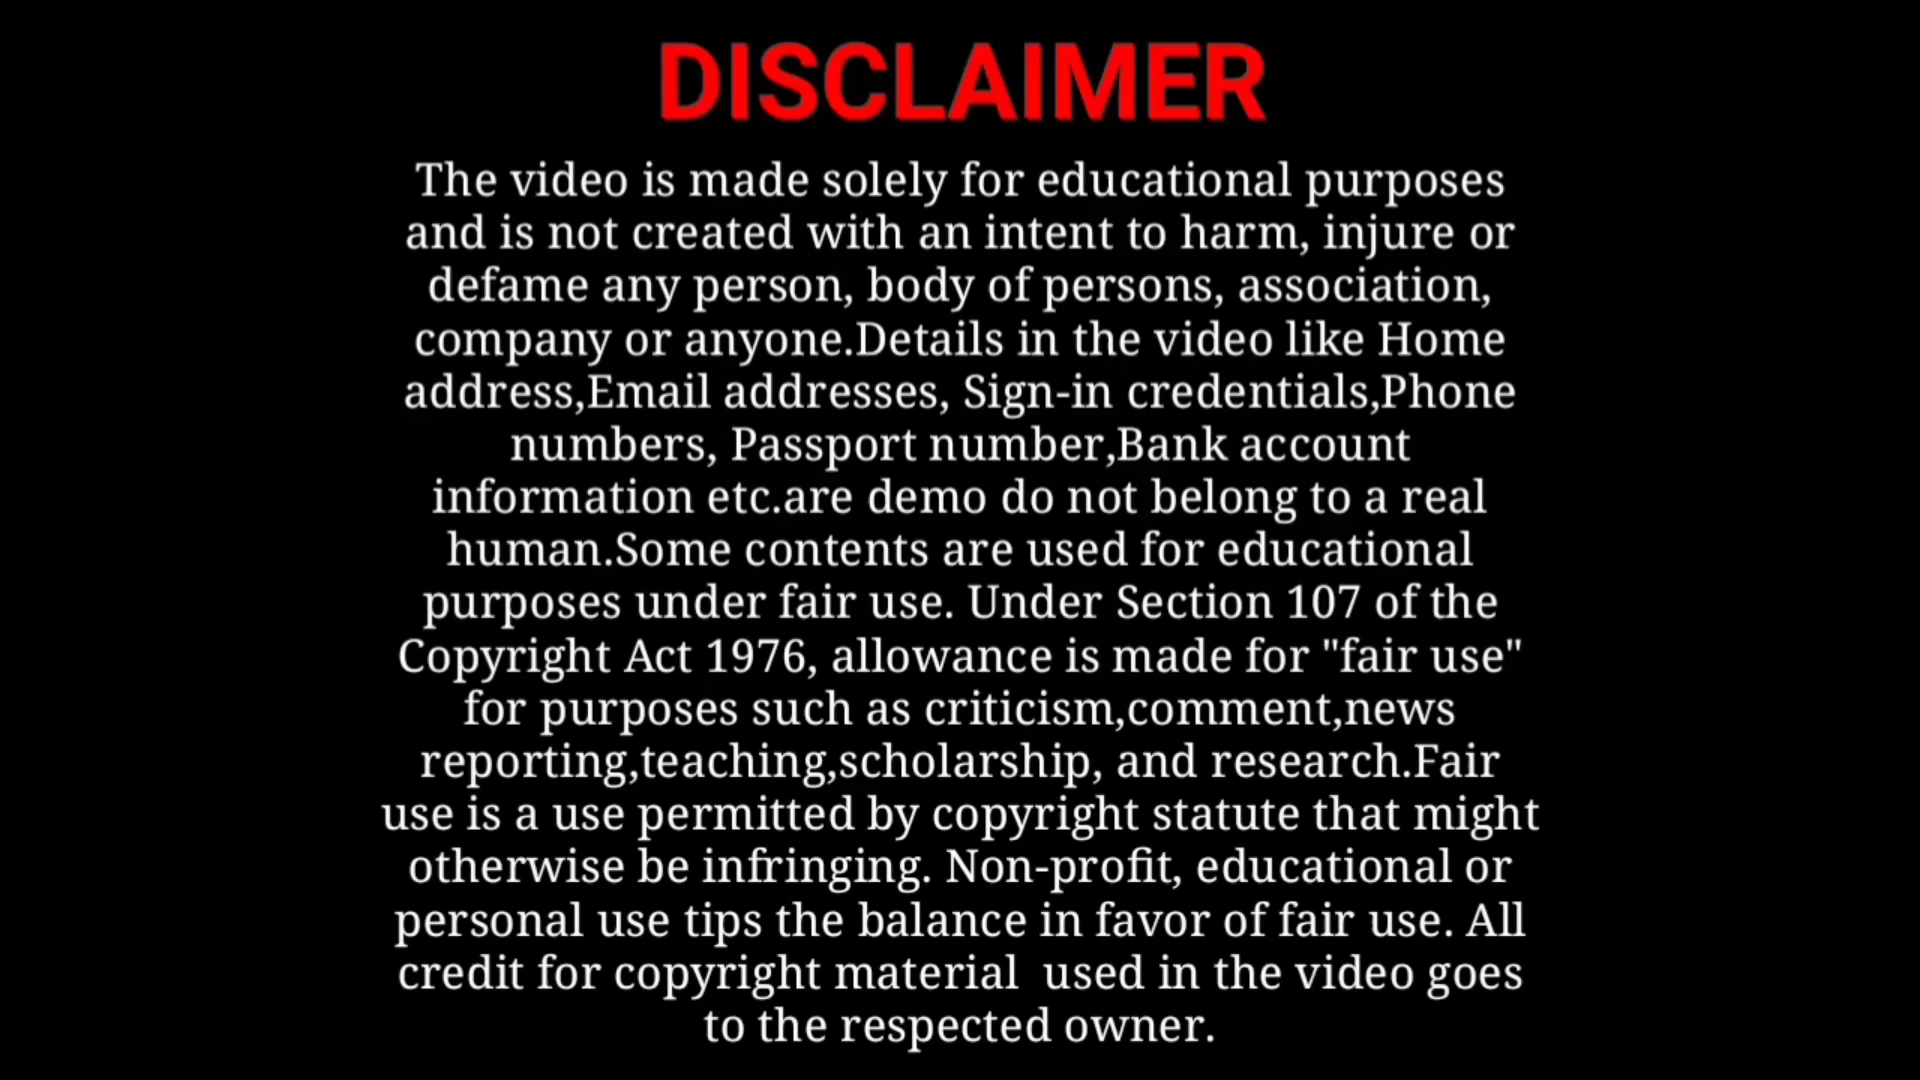 DISCLAIMER
The video is made solely for educational purposes
and is not created with an intent to harm, injure or
defame any person, body of persons, association,
company or anyone.Details in the video like Home
address,Email addresses, Sign-in credentials,Phone
numbers, Passport number,Bank account
information etc.are demo do not belong to a real
human.Some contents are used for educational
purposes under fair use. Under Section 107 of the
Copyright Act 1976, allowance is made for "fair use"
for purposes such as criticism,comment,news
reporting,teaching,scholarship, and research.Fair
use is a use permitted by copyright statute that might
otherwise be infringing. Non-profit, educational or
personal use tips the balance in favor of fair use. All
credit for copyright material  used in the video goes
to the respected owner.